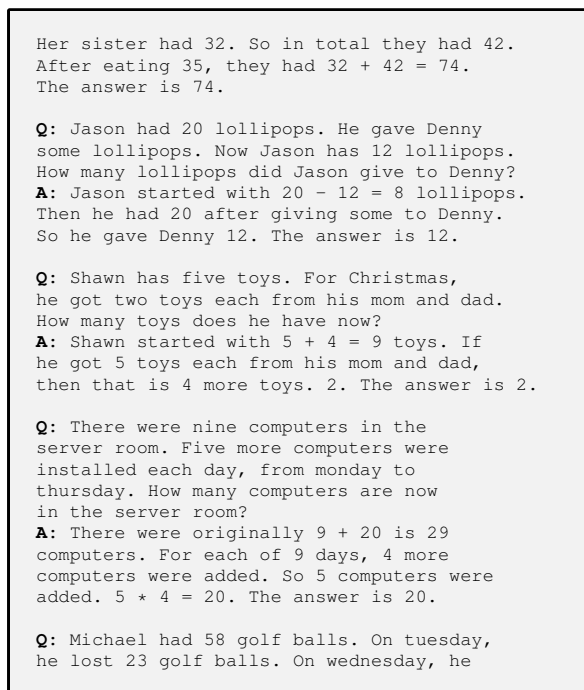 Her sister had 32. So in total they had 42.
After eating 35, they had 32 + 42 = 74.
The answer is 74.
Q: Jason had 20 lollipops. He gave Denny
some lollipops. Now Jason has 12 lollipops.
How many lollipops did Jason give to Denny?
A: Jason started with 20 − 12 = 8 lollipops.
Then he had 20 after giving some to Denny.
So he gave Denny 12. The answer is 12.
Q: Shawn has five toys. For Christmas,
he got two toys each from his mom and dad.
How many toys does he have now?
A: Shawn started with 5 + 4 = 9 toys. If
he got 5 toys each from his mom and dad,
then that is 4 more toys. 2. The answer is 2.
Q: There were nine computers in the
server room. Five more computers were
installed each day, from monday to
thursday. How many computers are now
in the server room?
A: There were originally 9 + 20 is 29
computers. For each of 9 days, 4 more
computers were added. So 5 computers were
added. 5 * 4 = 20. The answer is 20.
Q: Michael had 58 golf balls. On tuesday,
he lost 23 golf balls. On wednesday, he